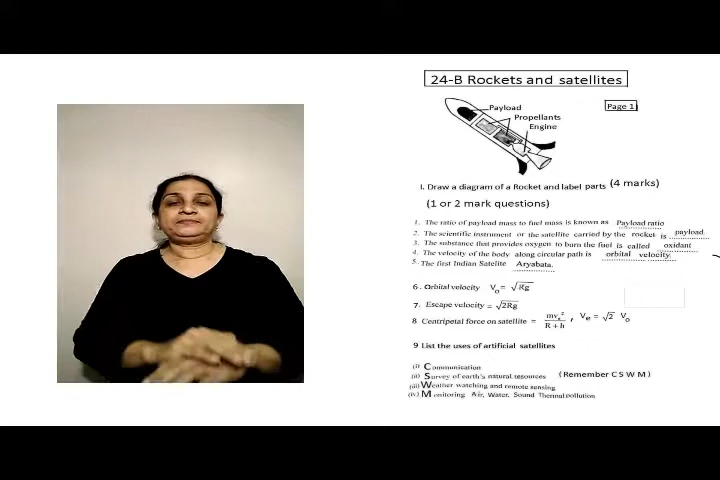 24-B Rockets and satellites
Page 1
Payload
Propellants
Engine
I. Draw a diagram of a Rocket and label parts (4 marks)
(1 or 2 mark questions)
1. The ratio of payload mass to fuel mass is known as Payload ratio
2. The scientific instrument or the satellite carried by the rocket is payload.
3. The substance that provides oxygen to burn the fuel is called oxidant
4. The velocity of the body along circular path is orbital velocity.
5. The first Indian Satelite Aryabata.
6. Orbital velocity V₀ = √Rg
7. Escape velocity = √2Rg
8 Centripetal force on satellite = mv₀²/R + h , Vₑ = √2 V₀
9 List the uses of artificial satellites
(i) Communication
(ii) Survey of earth's natural resources (Remember C S W M)
(iii) Weather watching and remote sensing
(iv) Monitoring Air, Water, Sound Thermal pollution